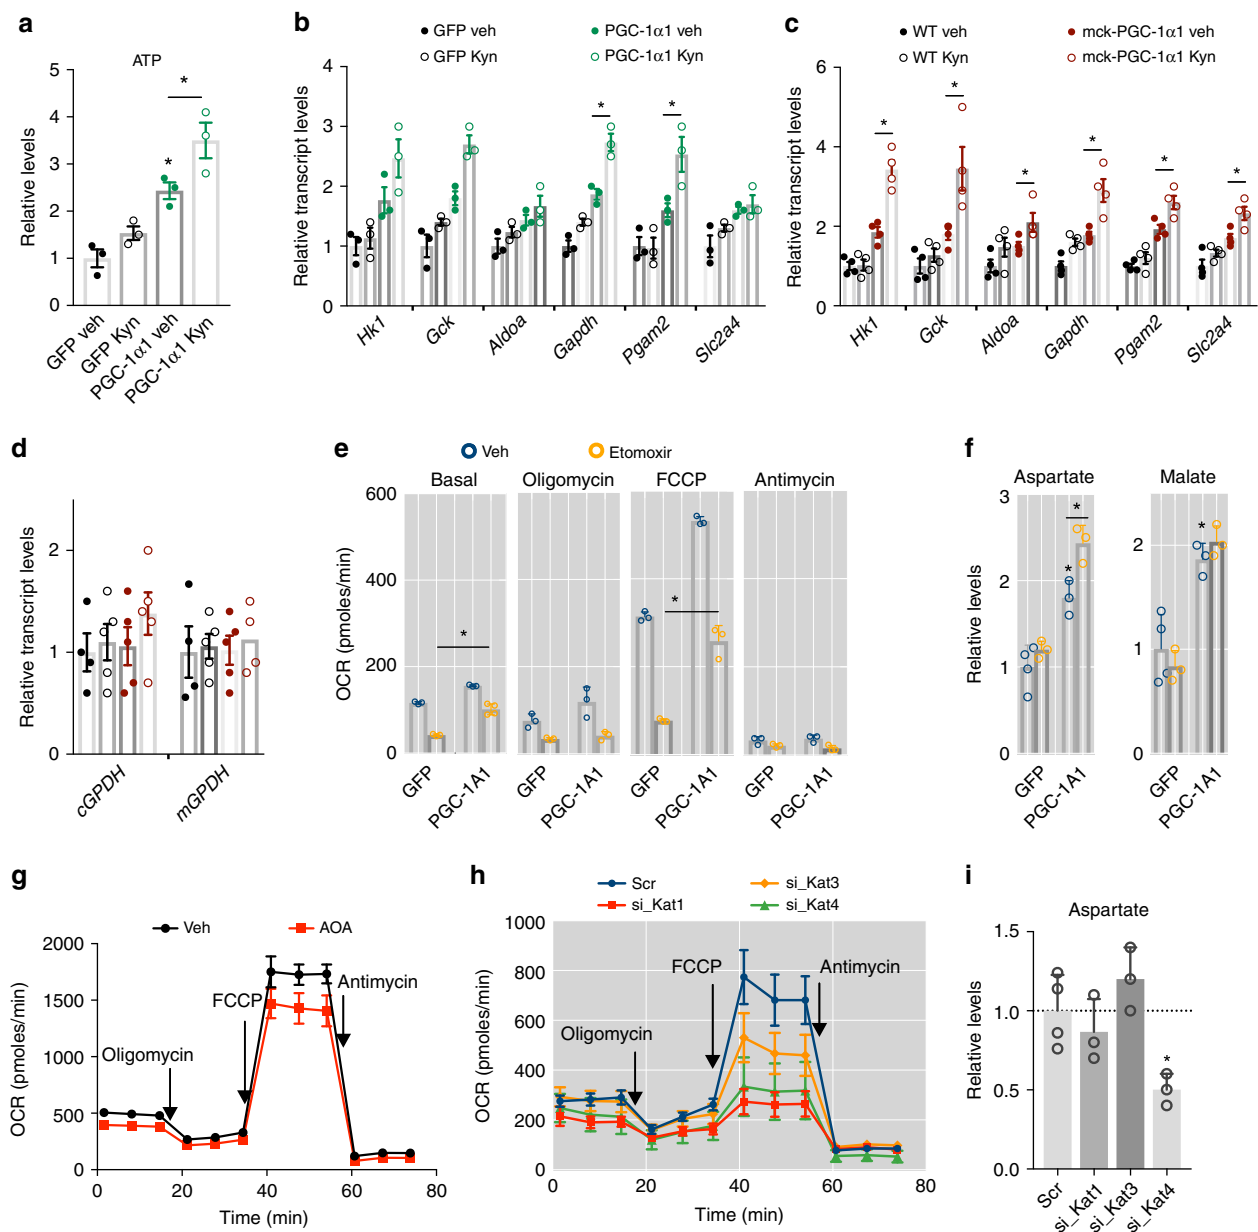 a
ATP
*
*
Relative levels
5
4
3
2
1
0
GFP veh
GFP Kyn
PGC-1α1 veh
PGC-1α1 Kyn
b
GFP veh
PGC-1α1 veh
GFP Kyn
PGC-1α1 Kyn
Relative transcript levels
4
3
2
1
0
*
*
Hk1
Gck
Aldoa
Gapdh
Pgam2
Slc2a4
c
WT veh
mck-PGC-1α1 veh
WT Kyn
mck-PGC-1α1 Kyn
Relative transcript levels
6
4
2
0
*
*
*
*
*
*
Hk1
Gck
Aldoa
Gapdh
Pgam2
Slc2a4
d
Relative transcript levels
2
1
0
cGPDH
mGPDH
e
Veh
Etomoxir
Basal
Oligomycin
FCCP
Antimycin
OCR (pmoles/min)
600
400
200
0
*
*
GFP
PGC-1A1
GFP
PGC-1A1
GFP
PGC-1A1
GFP
PGC-1A1
f
Aspartate
Malate
Relative levels
3
2
1
0
*
*
2
1
0
*
GFP
PGC-1A1
GFP
PGC-1A1
g
Veh
AOA
OCR (pmoles/min)
2000
1500
1000
500
0
Oligomycin
FCCP
Antimycin
0
20
40
60
80
Time (min)
h
Scr
si_Kat3
si_Kat1
si_Kat4
OCR (pmoles/min)
1000
800
600
400
200
0
Oligomycin
FCCP
Antimycin
0
20
40
60
80
Time (min)
i
Aspartate
Relative levels
1.5
1.0
0.5
0.0
*
Scr
si_Kat1
si_Kat3
si_Kat4